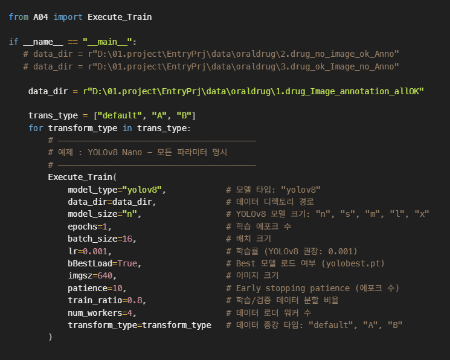 from A04 import Execute_Train
if __name__ == "__main__":
# data_dir = r"D:\01.project\EntryPrj\data\oraldrug\2.drug_no_image_ok_Anno"
# data_dir = r"D:\01.project\EntryPrj\data\oraldrug\3.drug_ok_Image_no_Anno"
data_dir = r"D:\01.project\EntryPrj\data\oraldrug\1.drug_Image_annotation_allOK"
trans_type = ["default", "A", "B"]
for transform_type in trans_type:
# ────────────────────────────────────────
# 예제 : YOLOv8 Nano - 모든 파라미터 명시
# ────────────────────────────────────────
Execute_Train(
model_type="yolov8", # 모델 타입: "yolov8"
data_dir=data_dir, # 데이터 디렉토리 경로
model_size="n", # YOLOv8 모델 크기: "n", "s", "m", "l", "x"
epochs=1, # 학습 에포크 수
batch_size=16, # 배치 크기
lr=0.001, # 학습률 (YOLOv8 권장: 0.001)
bBestLoad=True, # Best 모델 로드 여부 (yolobest.pt)
imgsz=640, # 이미지 크기
patience=10, # Early stopping patience (에포크 수)
train_ratio=0.8, # 학습/검증 데이터 분할 비율
num_workers=4, # 데이터 로더 워커 수
transform_type=transform_type # 데이터 증강 타입: "default", "A", "B"
)